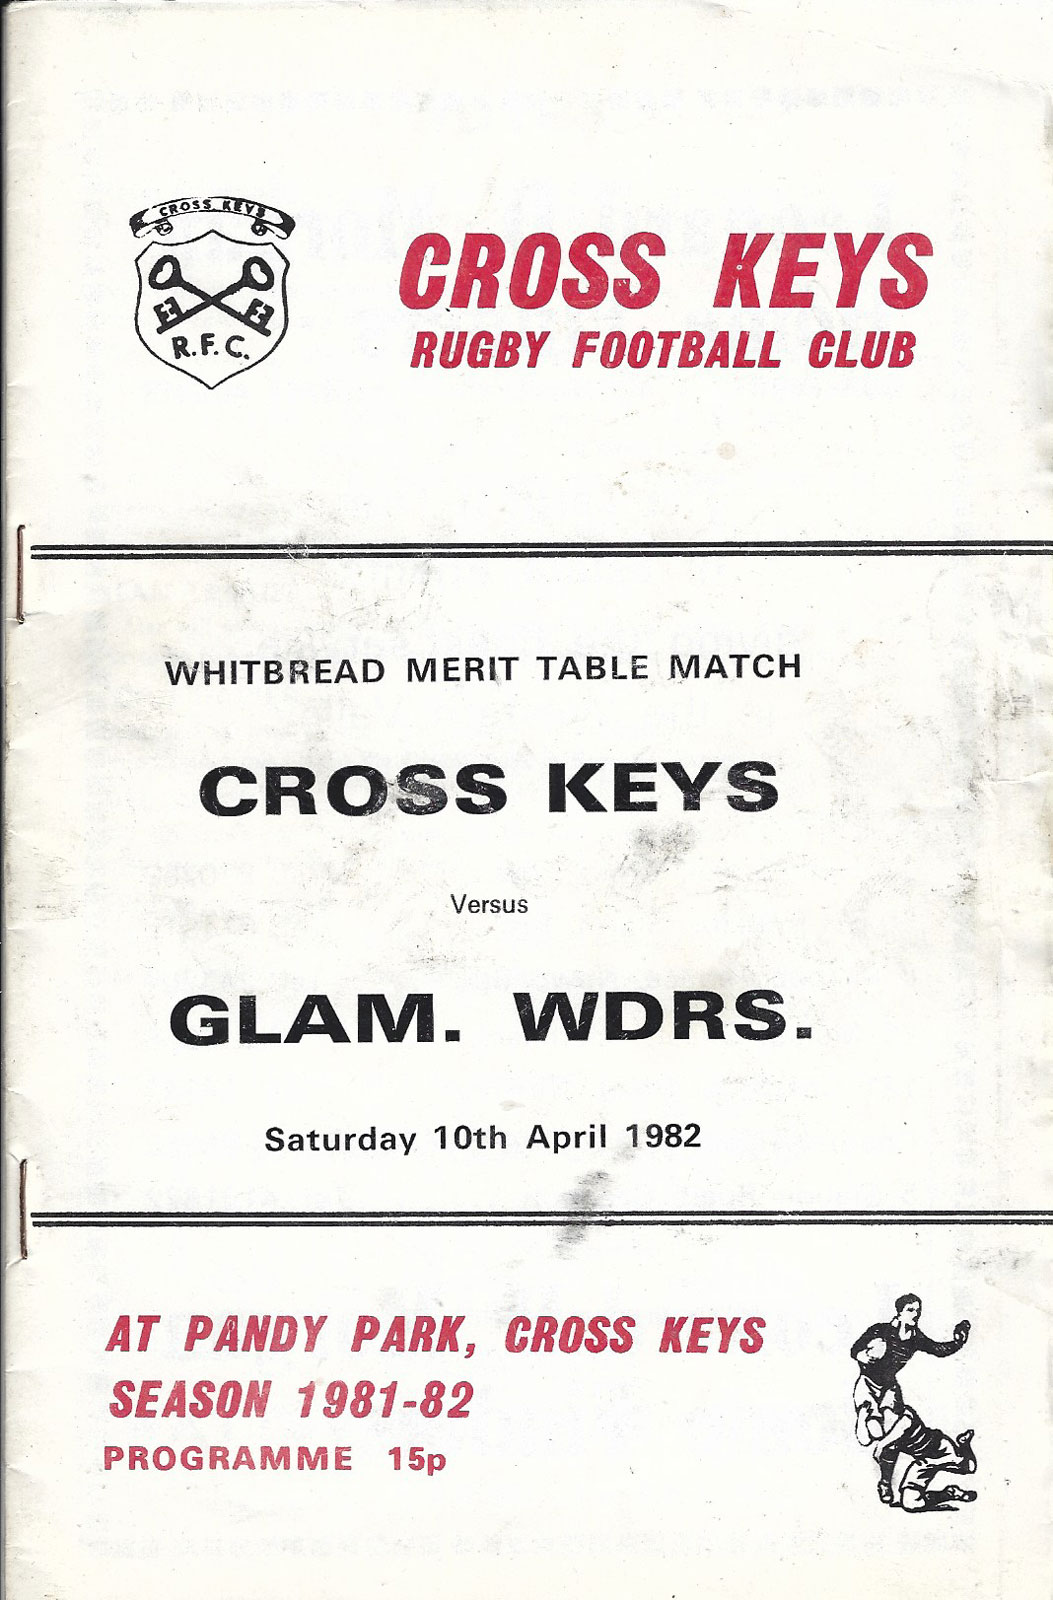 CROSS KEYS
R.F.C.
CROSS KEYS
RUGBY FOOTBALL CLUB
WHITBREAD MERIT TABLE MATCH
CROSS KEYS
Versus
GLAM. WDRS.
Saturday 10th April 1982
AT PANDY PARK, CROSS KEYS
SEASON 1981-82
PROGRAMME 15p